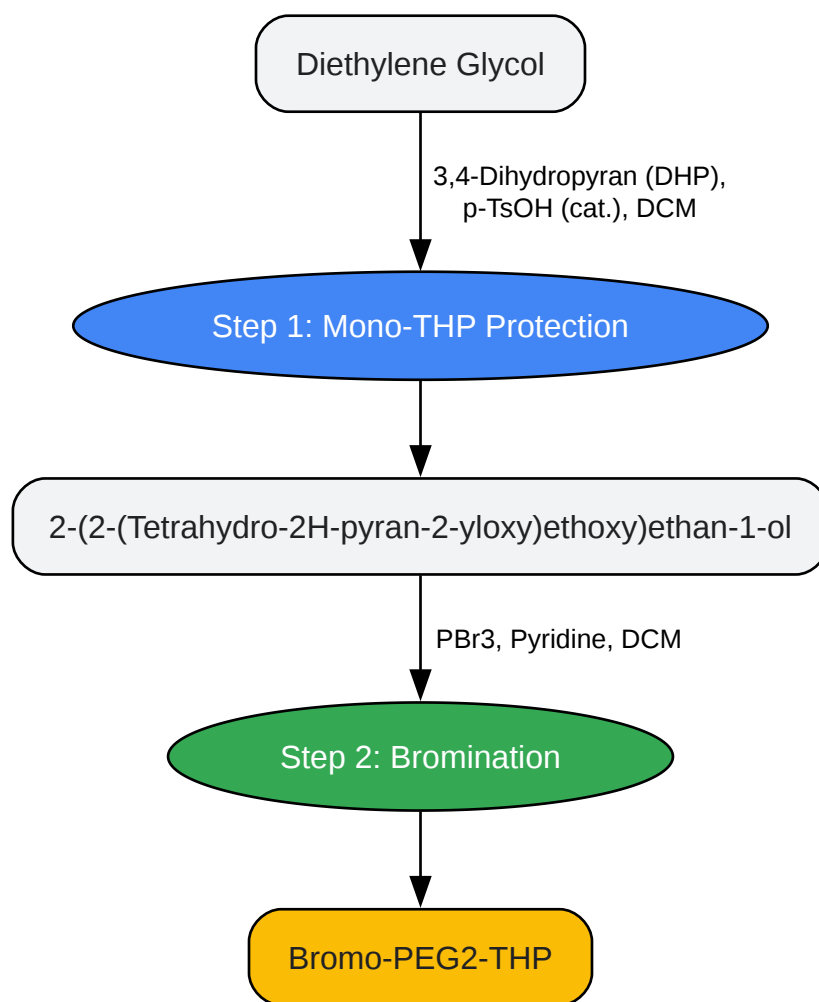 Diethylene Glycol
3,4-Dihydropyran (DHP),
p-TsOH (cat.), DCM
Step 1: Mono-THP Protection
2-(2-(Tetrahydro-2H-pyran-2-yloxy)ethoxy)ethan-1-ol
PBr3, Pyridine, DCM
Step 2: Bromination
Bromo-PEG2-THP